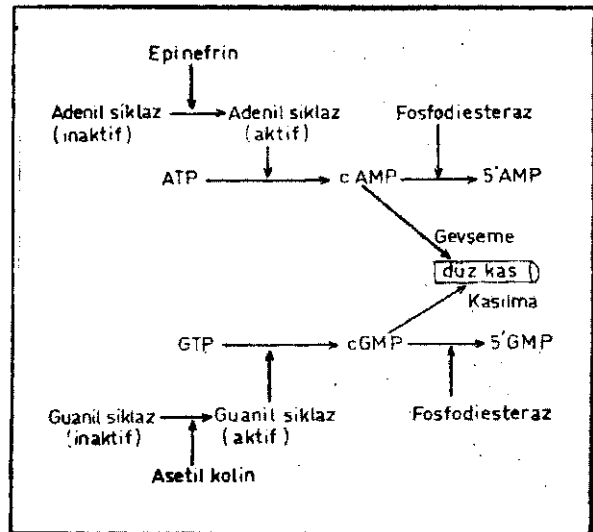 Epinefrin
Adenil siklaz Adenil siklaz Fosfodiesteraz
(inaktif) (aktif)
ATP cAMP 5'AMP
Gevşeme
düz kas
Kasılma
GTP cGMP 5'GMP
Guanil siklaz Guanil siklaz Fosfodiesteraz
(inaktif) (aktif)
Asetil kolin